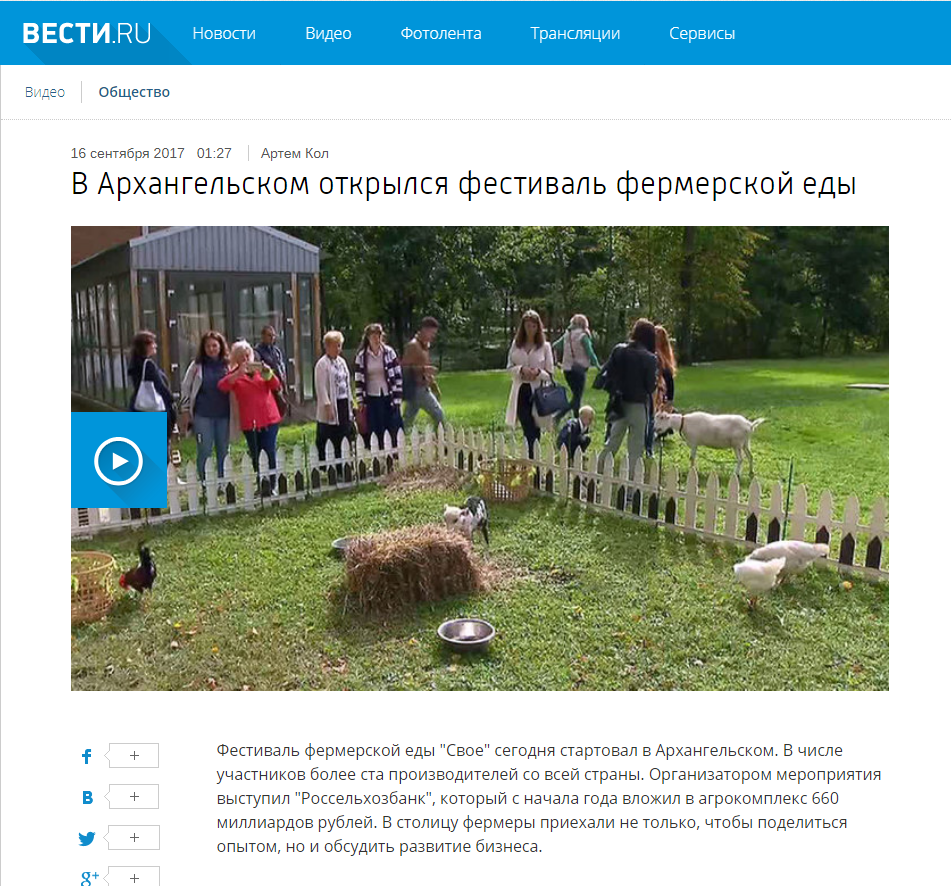 ВЕСТИ.RU
Новости Видео Фотолента Трансляции Сервисы
Видео Общество
16 сентября 2017 01:27 Артем Кол
В Архангельском открылся фестиваль фермерской еды
Фестиваль фермерской еды "Свое" сегодня стартовал в Архангельском. В числе
участников более ста производителей со всей страны. Организатором мероприятия
выступил "Россельхозбанк", который с начала года вложил в агрокомплекс 660
миллиардов рублей. В столицу фермеры приехали не только, чтобы поделиться
опытом, но и обсудить развитие бизнеса.
f +
B +
+
g+ +